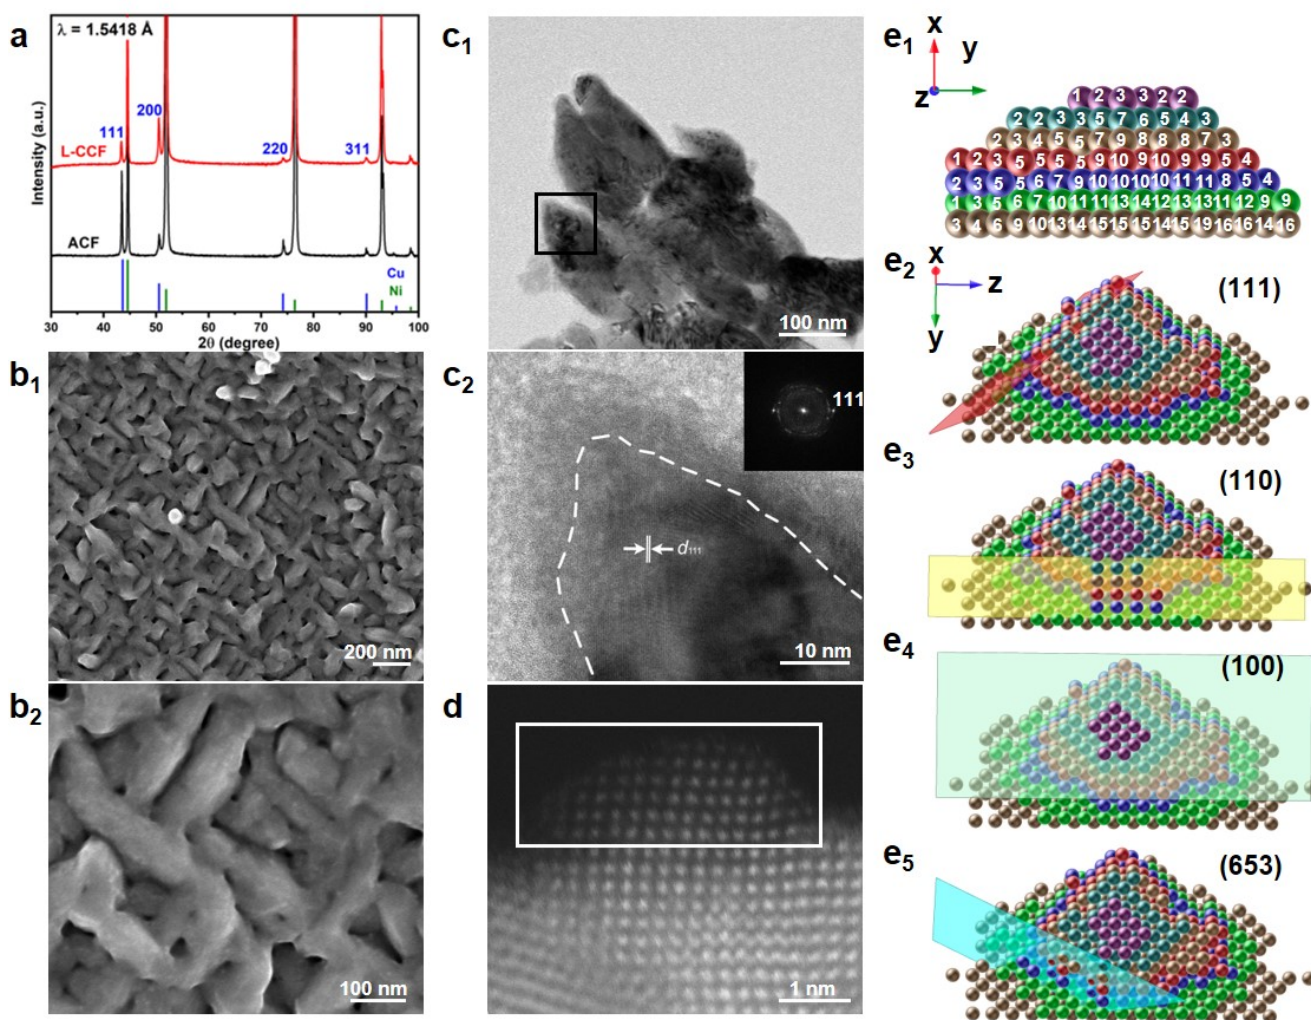 a
λ = 1.5418 Å
111
200
220
311
L-CCF
ACF
Cu
Ni
Intensity (a.u.)
30 40 50 60 70 80 90 100
2θ (degree)
b1
200 nm
b2
100 nm
c1
100 nm
c2
111
d111
10 nm
d
1 nm
e1
x
y
z
1 2 3 3 2 2
2 2 3 3 5 7 6 5 4 3
2 3 4 5 5 7 9 8 8 8 7 3
1 2 3 5 5 5 5 9 10 9 10 9 9 5 4
2 3 5 5 6 7 9 10 10 10 11 11 8 5 4
1 3 5 6 7 10 11 11 13 14 12 13 13 11 12 9 9
3 4 6 9 10 13 14 15 15 14 15 15 19 16 16 14 16
e2
x
z
y
(111)
e3
(110)
e4
(100)
e5
(653)